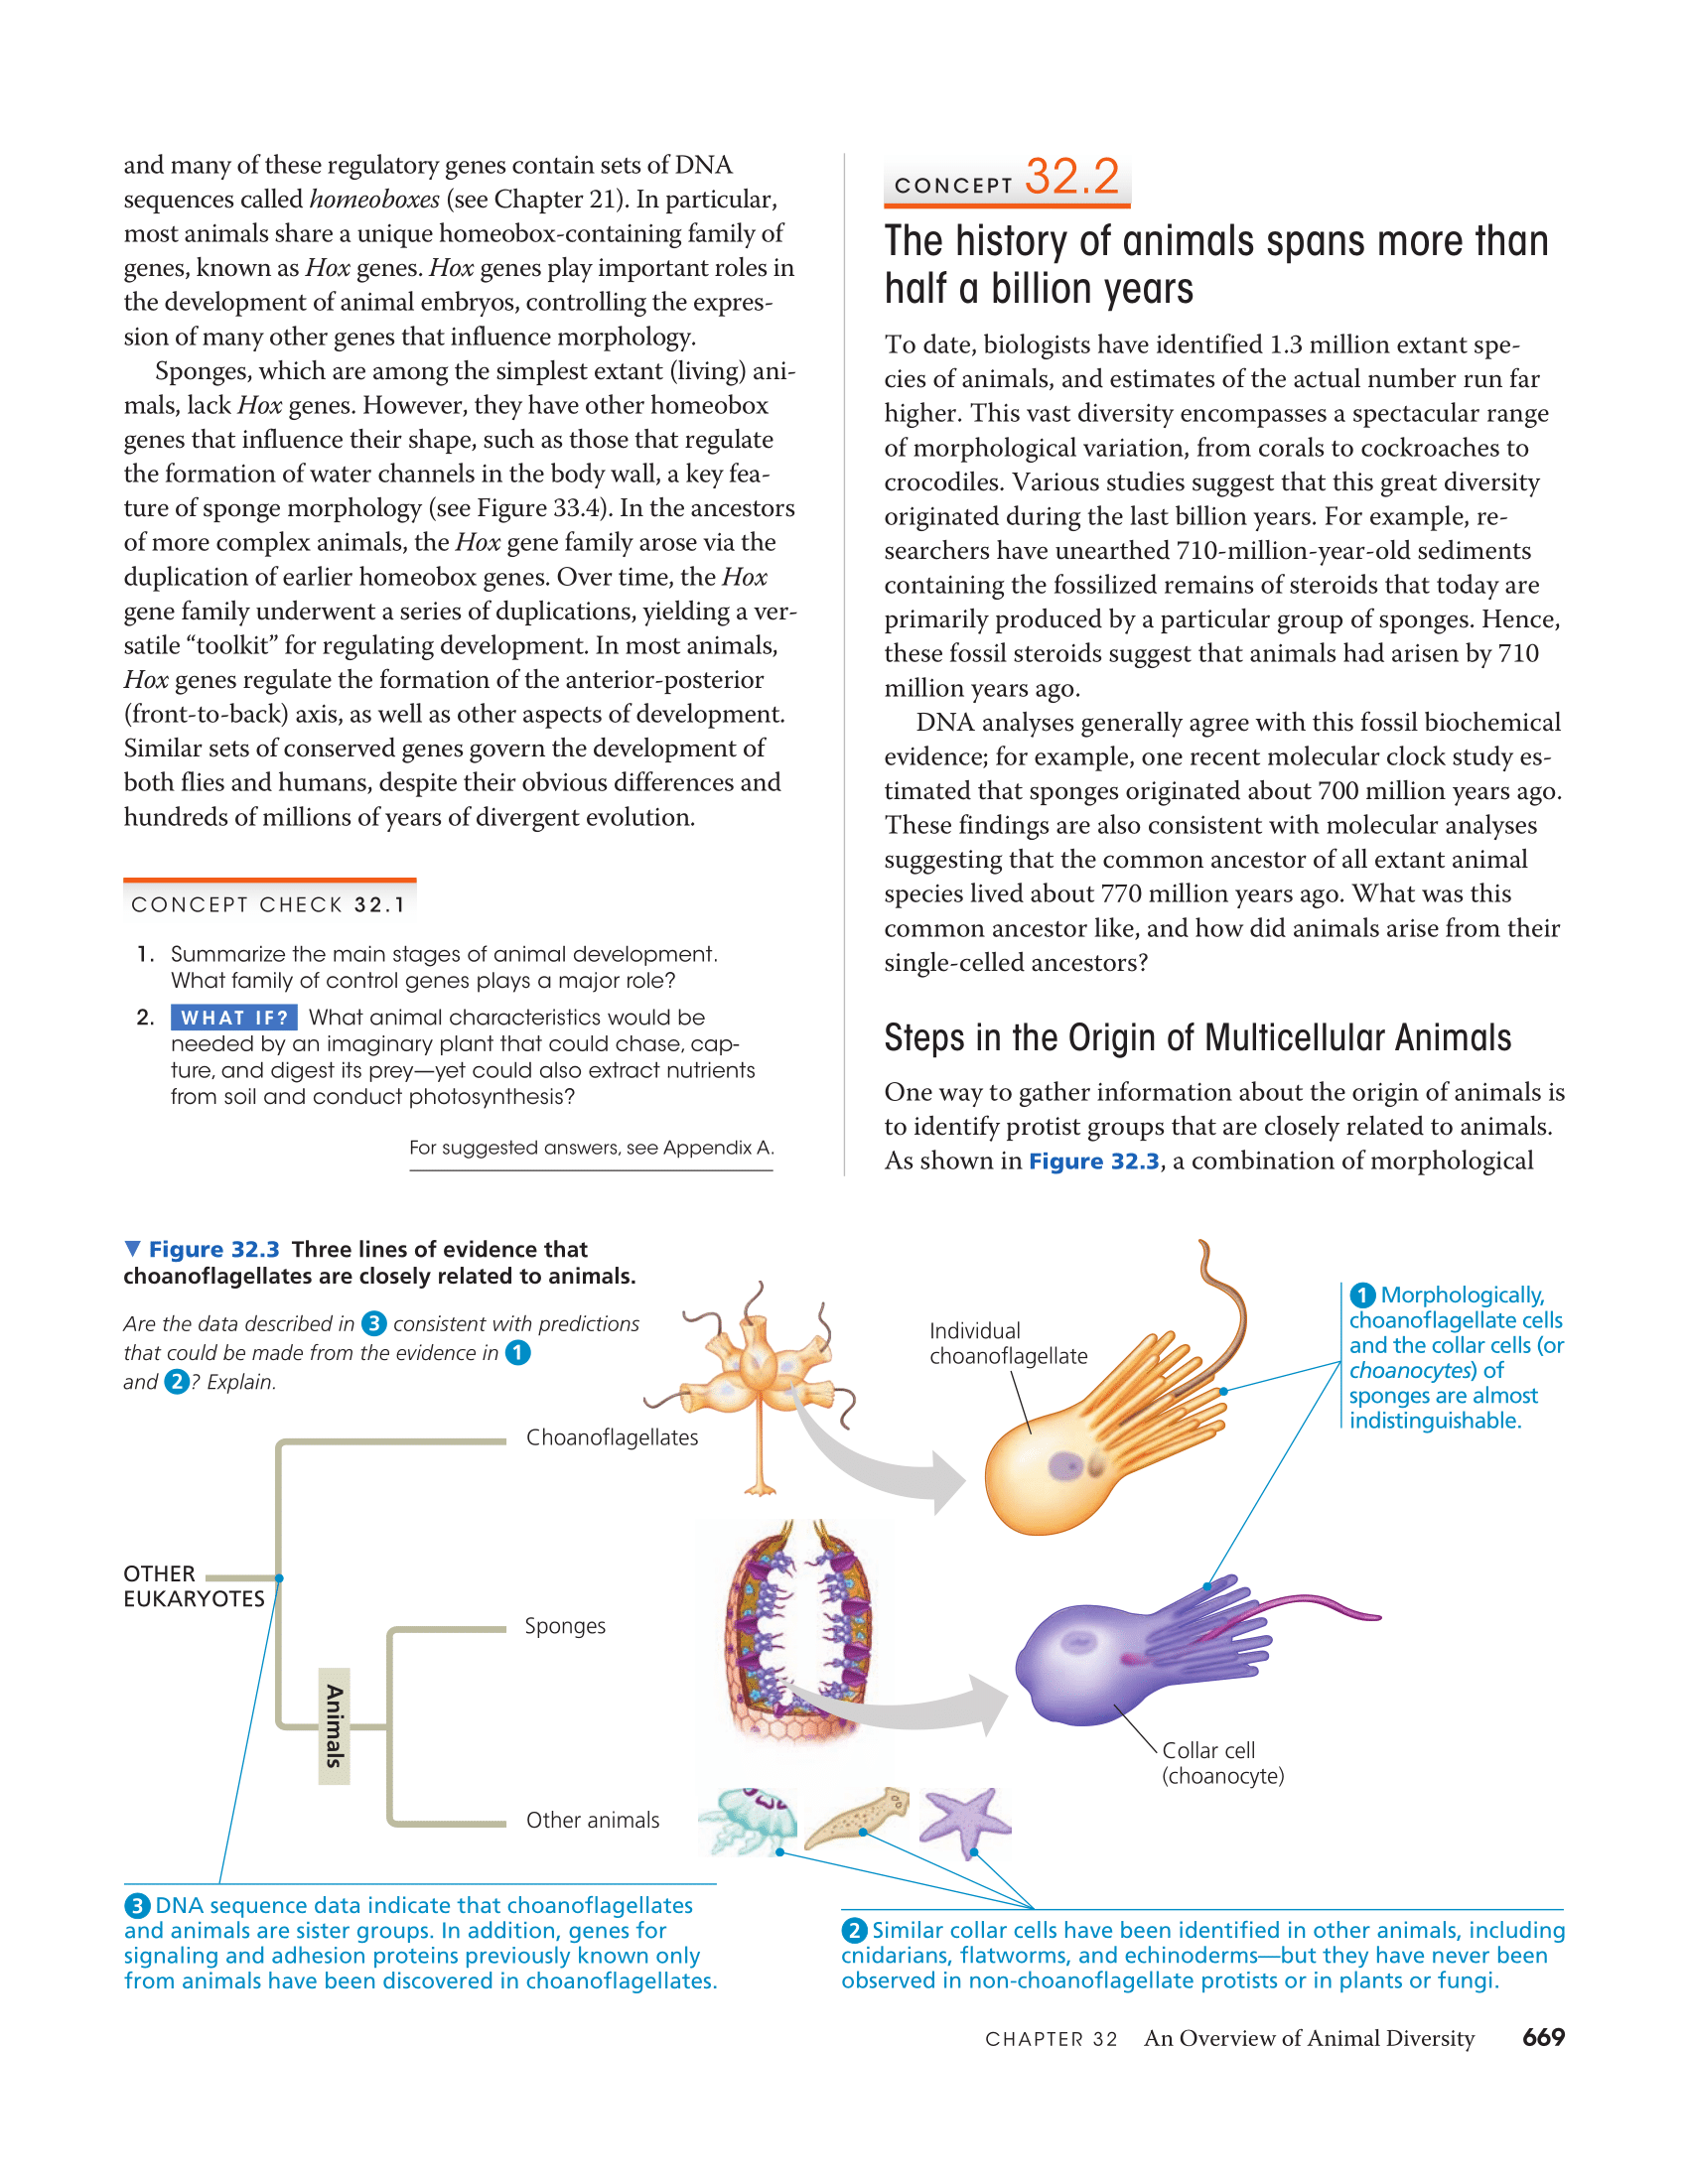 and many of these regulatory genes contain sets of DNA
sequences called homeoboxes (see Chapter 21). In particular,
most animals share a unique homeobox-containing family of
genes, known as Hox genes. Hox genes play important roles in
the development of animal embryos, controlling the expres-
sion of many other genes that influence morphology.
Sponges, which are among the simplest extant (living) ani-
mals, lack Hox genes. However, they have other homeobox
genes that influence their shape, such as those that regulate
the formation of water channels in the body wall, a key fea-
ture of sponge morphology (see Figure 33.4). In the ancestors
of more complex animals, the Hox gene family arose via the
duplication of earlier homeobox genes. Over time, the Hox
gene family underwent a series of duplications, yielding a ver-
satile “toolkit” for regulating development. In most animals,
Hox genes regulate the formation of the anterior-posterior
(front-to-back) axis, as well as other aspects of development.
Similar sets of conserved genes govern the development of
both flies and humans, despite their obvious differences and
hundreds of millions of years of divergent evolution.
CONCEPT CHECK 32.1
1. Summarize the main stages of animal development.
What family of control genes plays a major role?
2. WHAT IF? What animal characteristics would be
needed by an imaginary plant that could chase, cap-
ture, and digest its prey—yet could also extract nutrients
from soil and conduct photosynthesis?
For suggested answers, see Appendix A.
CONCEPT 32.2
The history of animals spans more than
half a billion years
To date, biologists have identified 1.3 million extant spe-
cies of animals, and estimates of the actual number run far
higher. This vast diversity encompasses a spectacular range
of morphological variation, from corals to cockroaches to
crocodiles. Various studies suggest that this great diversity
originated during the last billion years. For example, re-
searchers have unearthed 710-million-year-old sediments
containing the fossilized remains of steroids that today are
primarily produced by a particular group of sponges. Hence,
these fossil steroids suggest that animals had arisen by 710
million years ago.
DNA analyses generally agree with this fossil biochemical
evidence; for example, one recent molecular clock study es-
timated that sponges originated about 700 million years ago.
These findings are also consistent with molecular analyses
suggesting that the common ancestor of all extant animal
species lived about 770 million years ago. What was this
common ancestor like, and how did animals arise from their
single-celled ancestors?
Steps in the Origin of Multicellular Animals
One way to gather information about the origin of animals is
to identify protist groups that are closely related to animals.
As shown in Figure 32.3, a combination of morphological
▼ Figure 32.3 Three lines of evidence that
choanoflagellates are closely related to animals.
Are the data described in 3 consistent with predictions
that could be made from the evidence in 1
and 2? Explain.
Individual
choanoflagellate
1 Morphologically,
choanoflagellate cells
and the collar cells (or
choanocytes) of
sponges are almost
indistinguishable.
Choanoflagellates
OTHER
EUKARYOTES
Sponges
Animals
Collar cell
(choanocyte)
Other animals
3 DNA sequence data indicate that choanoflagellates
and animals are sister groups. In addition, genes for
signaling and adhesion proteins previously known only
from animals have been discovered in choanoflagellates.
2 Similar collar cells have been identified in other animals, including
cnidarians, flatworms, and echinoderms—but they have never been
observed in non-choanoflagellate protists or in plants or fungi.
CHAPTER 32 An Overview of Animal Diversity 669